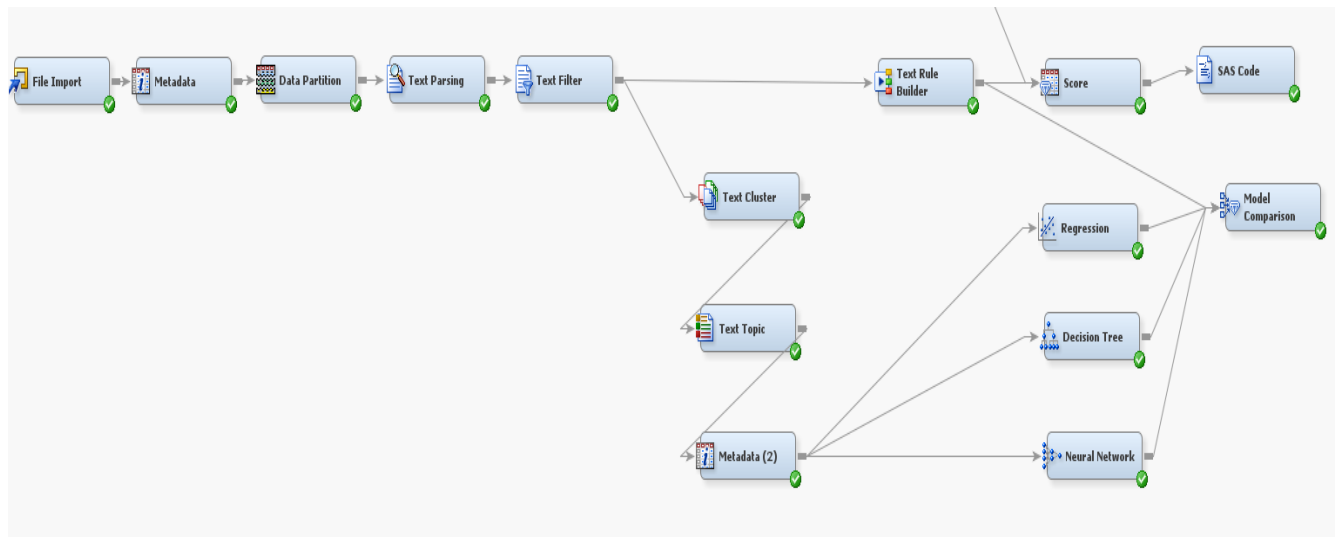 File Import
Metadata
Data Partition
Text Parsing
Text Filter
Text Rule
Builder
Score
SAS Code
Text Cluster
Model
Comparison
Regression
Text Topic
Decision Tree
Metadata (2)
Neural Network